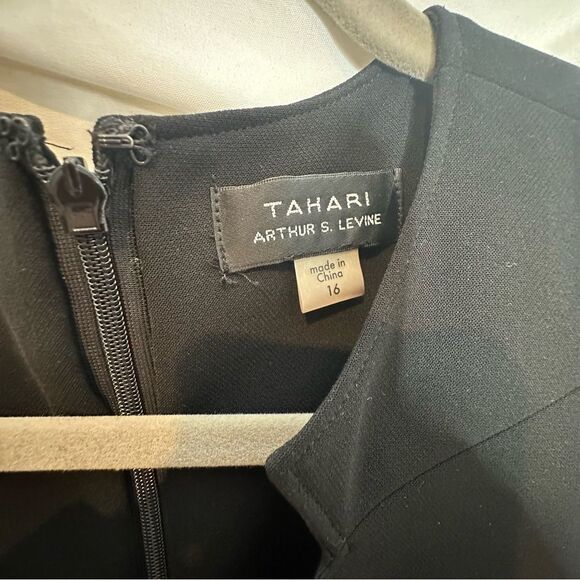 TAHARI
ARTHUR S. LEVINE
made in
China
16